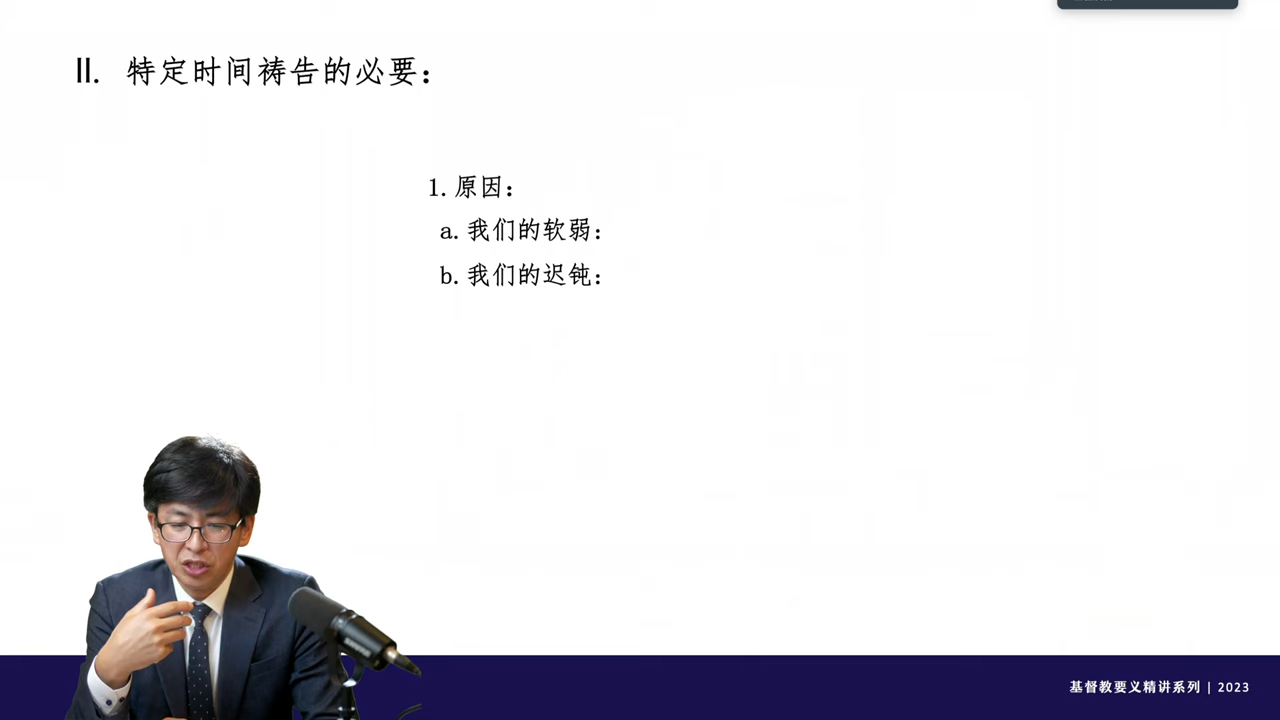 II. 特定时间祷告的必要：
1. 原因：
a. 我们的软弱：
b. 我们的迟钝：
基督教要义精讲系列 | 2023